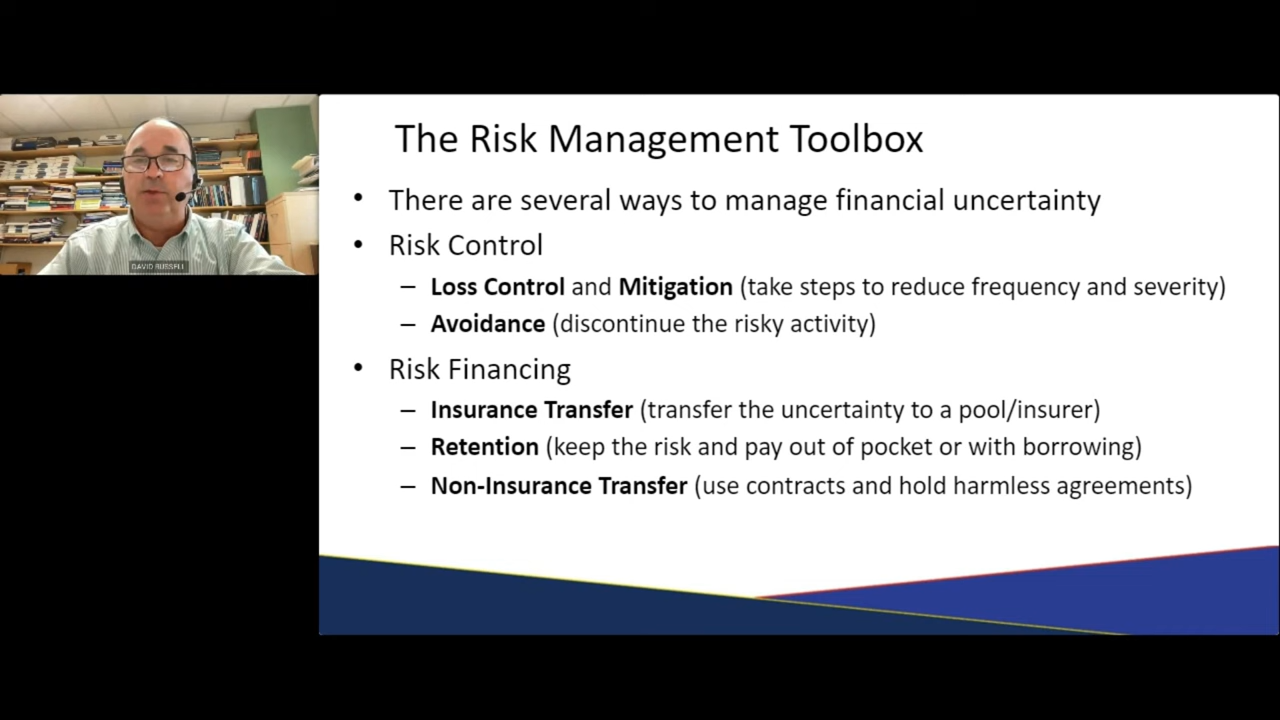 The Risk Management Toolbox
• There are several ways to manage financial uncertainty
• Risk Control
– Loss Control and Mitigation (take steps to reduce frequency and severity)
– Avoidance (discontinue the risky activity)
• Risk Financing
– Insurance Transfer (transfer the uncertainty to a pool/insurer)
– Retention (keep the risk and pay out of pocket or with borrowing)
– Non-Insurance Transfer (use contracts and hold harmless agreements)
DAVID RUSSELL